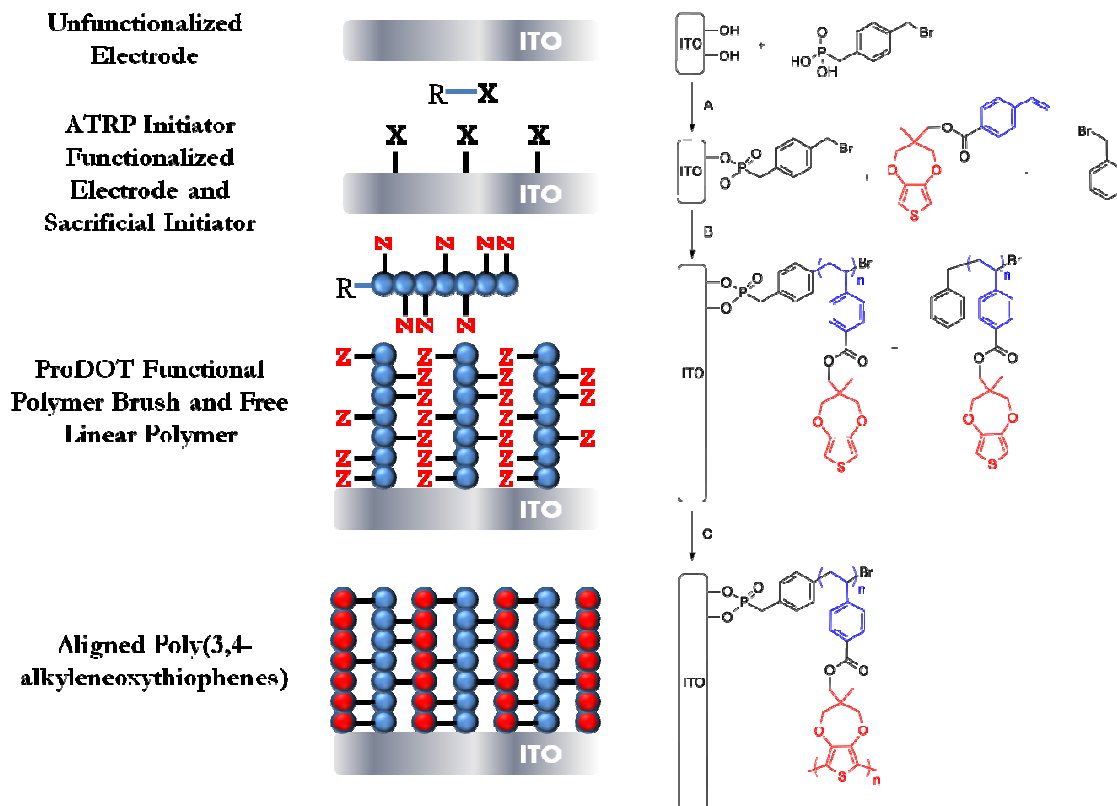 Unfunctionalized
Electrode
ITO
R X
ATRP Initiator
Functionalized
Electrode and
Sacrificial Initiator
X X X
ITO
Z Z Z Z
R
Z Z Z
ProDOT Functional
Polymer Brush and Free
Linear Polymer
Z Z Z
Z Z Z
Z Z
Z Z Z
Z Z Z
Z Z Z
ITO
Aligned Poly(3,4-
alkyleneoxythiophenes)
ITO
ITO
OH
OH
+
O
P
HO
OH
Br
A
ITO
O
P
O
O
Br
+
O
O
O
O
S
-
Br
B
ITO
O
O
P
O
Br
n
O
O
O
O
S
-
Br
n
O
O
O
O
S
C
ITO
O
O
P
O
Br
n
O
O
O
O
S
n